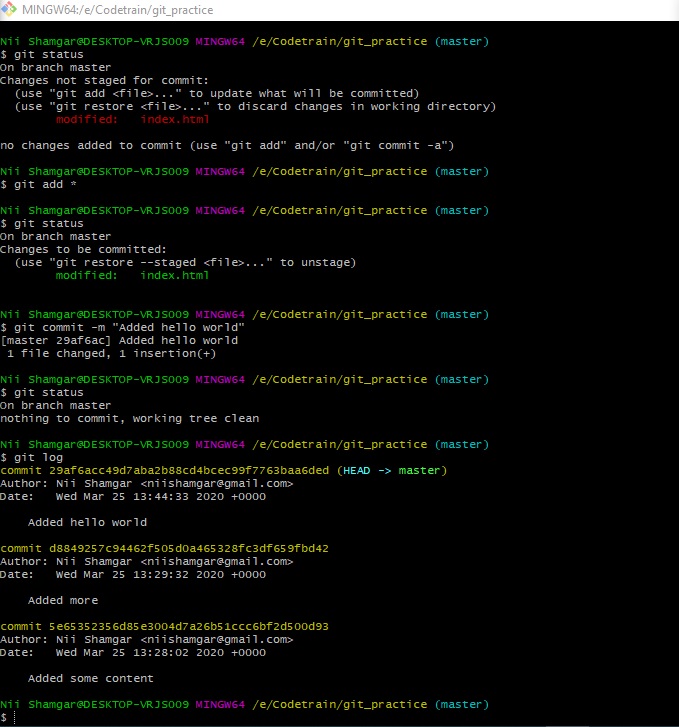 MINGW64:/e/Codetrain/git_practice
Nii Shamgar@DESKTOP-VRJS009 MINGW64 /e/Codetrain/git_practice (master)
$ git status
On branch master
Changes not staged for commit:
  (use "git add <file>..." to update what will be committed)
  (use "git restore <file>..." to discard changes in working directory)
        modified:   index.html
no changes added to commit (use "git add" and/or "git commit -a")
Nii Shamgar@DESKTOP-VRJS009 MINGW64 /e/Codetrain/git_practice (master)
$ git add *
Nii Shamgar@DESKTOP-VRJS009 MINGW64 /e/Codetrain/git_practice (master)
$ git status
On branch master
Changes to be committed:
  (use "git restore --staged <file>..." to unstage)
        modified:   index.html
Nii Shamgar@DESKTOP-VRJS009 MINGW64 /e/Codetrain/git_practice (master)
$ git commit -m "Added hello world"
[master 29af6ac] Added hello world
 1 file changed, 1 insertion(+)
Nii Shamgar@DESKTOP-VRJS009 MINGW64 /e/Codetrain/git_practice (master)
$ git status
On branch master
nothing to commit, working tree clean
Nii Shamgar@DESKTOP-VRJS009 MINGW64 /e/Codetrain/git_practice (master)
$ git log
commit 29af6acc49d7aba2b88cd4bcec99f7763baa6ded (HEAD -> master)
Author: Nii Shamgar <niishamgar@gmail.com>
Date:   Wed Mar 25 13:44:33 2020 +0000
    Added hello world
commit d8849257c94462f505d0a465328fc3df659fbd42
Author: Nii Shamgar <niishamgar@gmail.com>
Date:   Wed Mar 25 13:29:32 2020 +0000
    Added more
commit 5e65352356d85e3004d7a26b51ccc6bf2d500d93
Author: Nii Shamgar <niishamgar@gmail.com>
Date:   Wed Mar 25 13:28:02 2020 +0000
    Added some content
Nii Shamgar@DESKTOP-VRJS009 MINGW64 /e/Codetrain/git_practice (master)
$